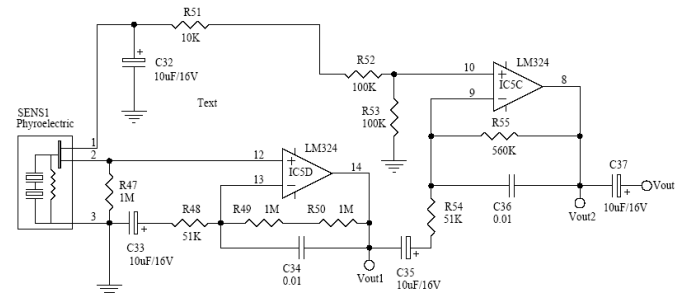 R51
10K
C32
10uF/16V
Text
R52
100K
R53
100K
LM324
10
IC5C
8
9
R55
560K
SENS1
Phyroelectric
1
2
3
R47
1M
12
LM324
IC5D
14
13
R48
51K
R49
1M
R50
1M
C33
10uF/16V
C34
0.01
Vout1
C35
10uF/16V
R54
51K
C36
0.01
Vout2
C37
10uF/16V
Vout
+
+
+
+
+
−
+
−